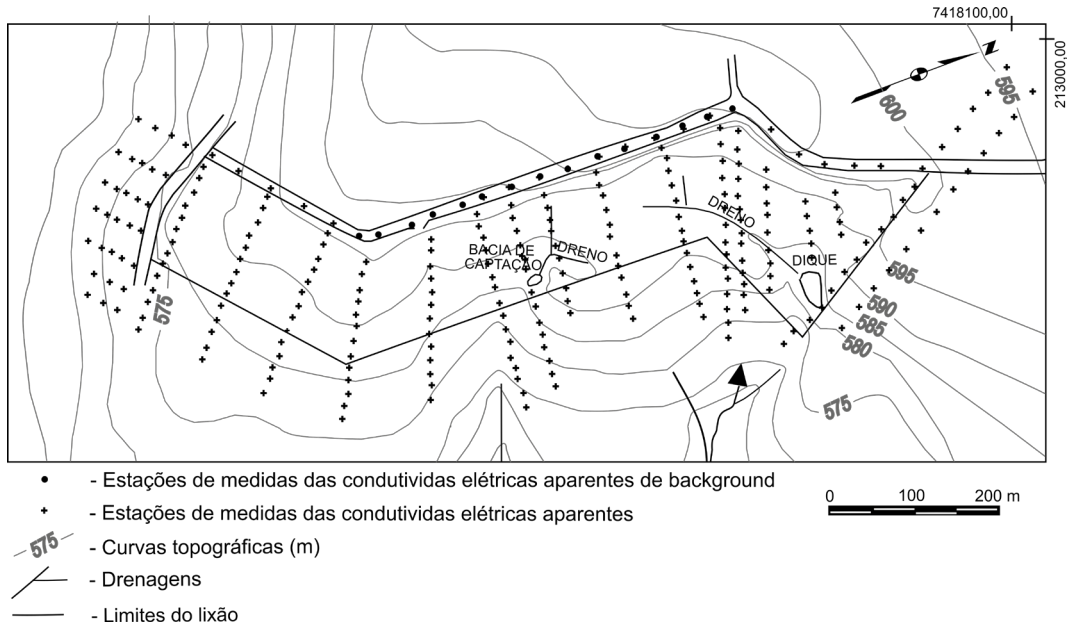 7418100,00
213000,00
N
600
595
DRENO
BACIA DE
CAPTAÇÃO
DRENO
DIQUE
595
590
585
580
575
575
- Estações de medidas das condutividas elétricas aparentes de background
- Estações de medidas das condutividas elétricas aparentes
575
- Curvas topográficas (m)
- Drenagens
- Limites do lixão
0 100 200 m